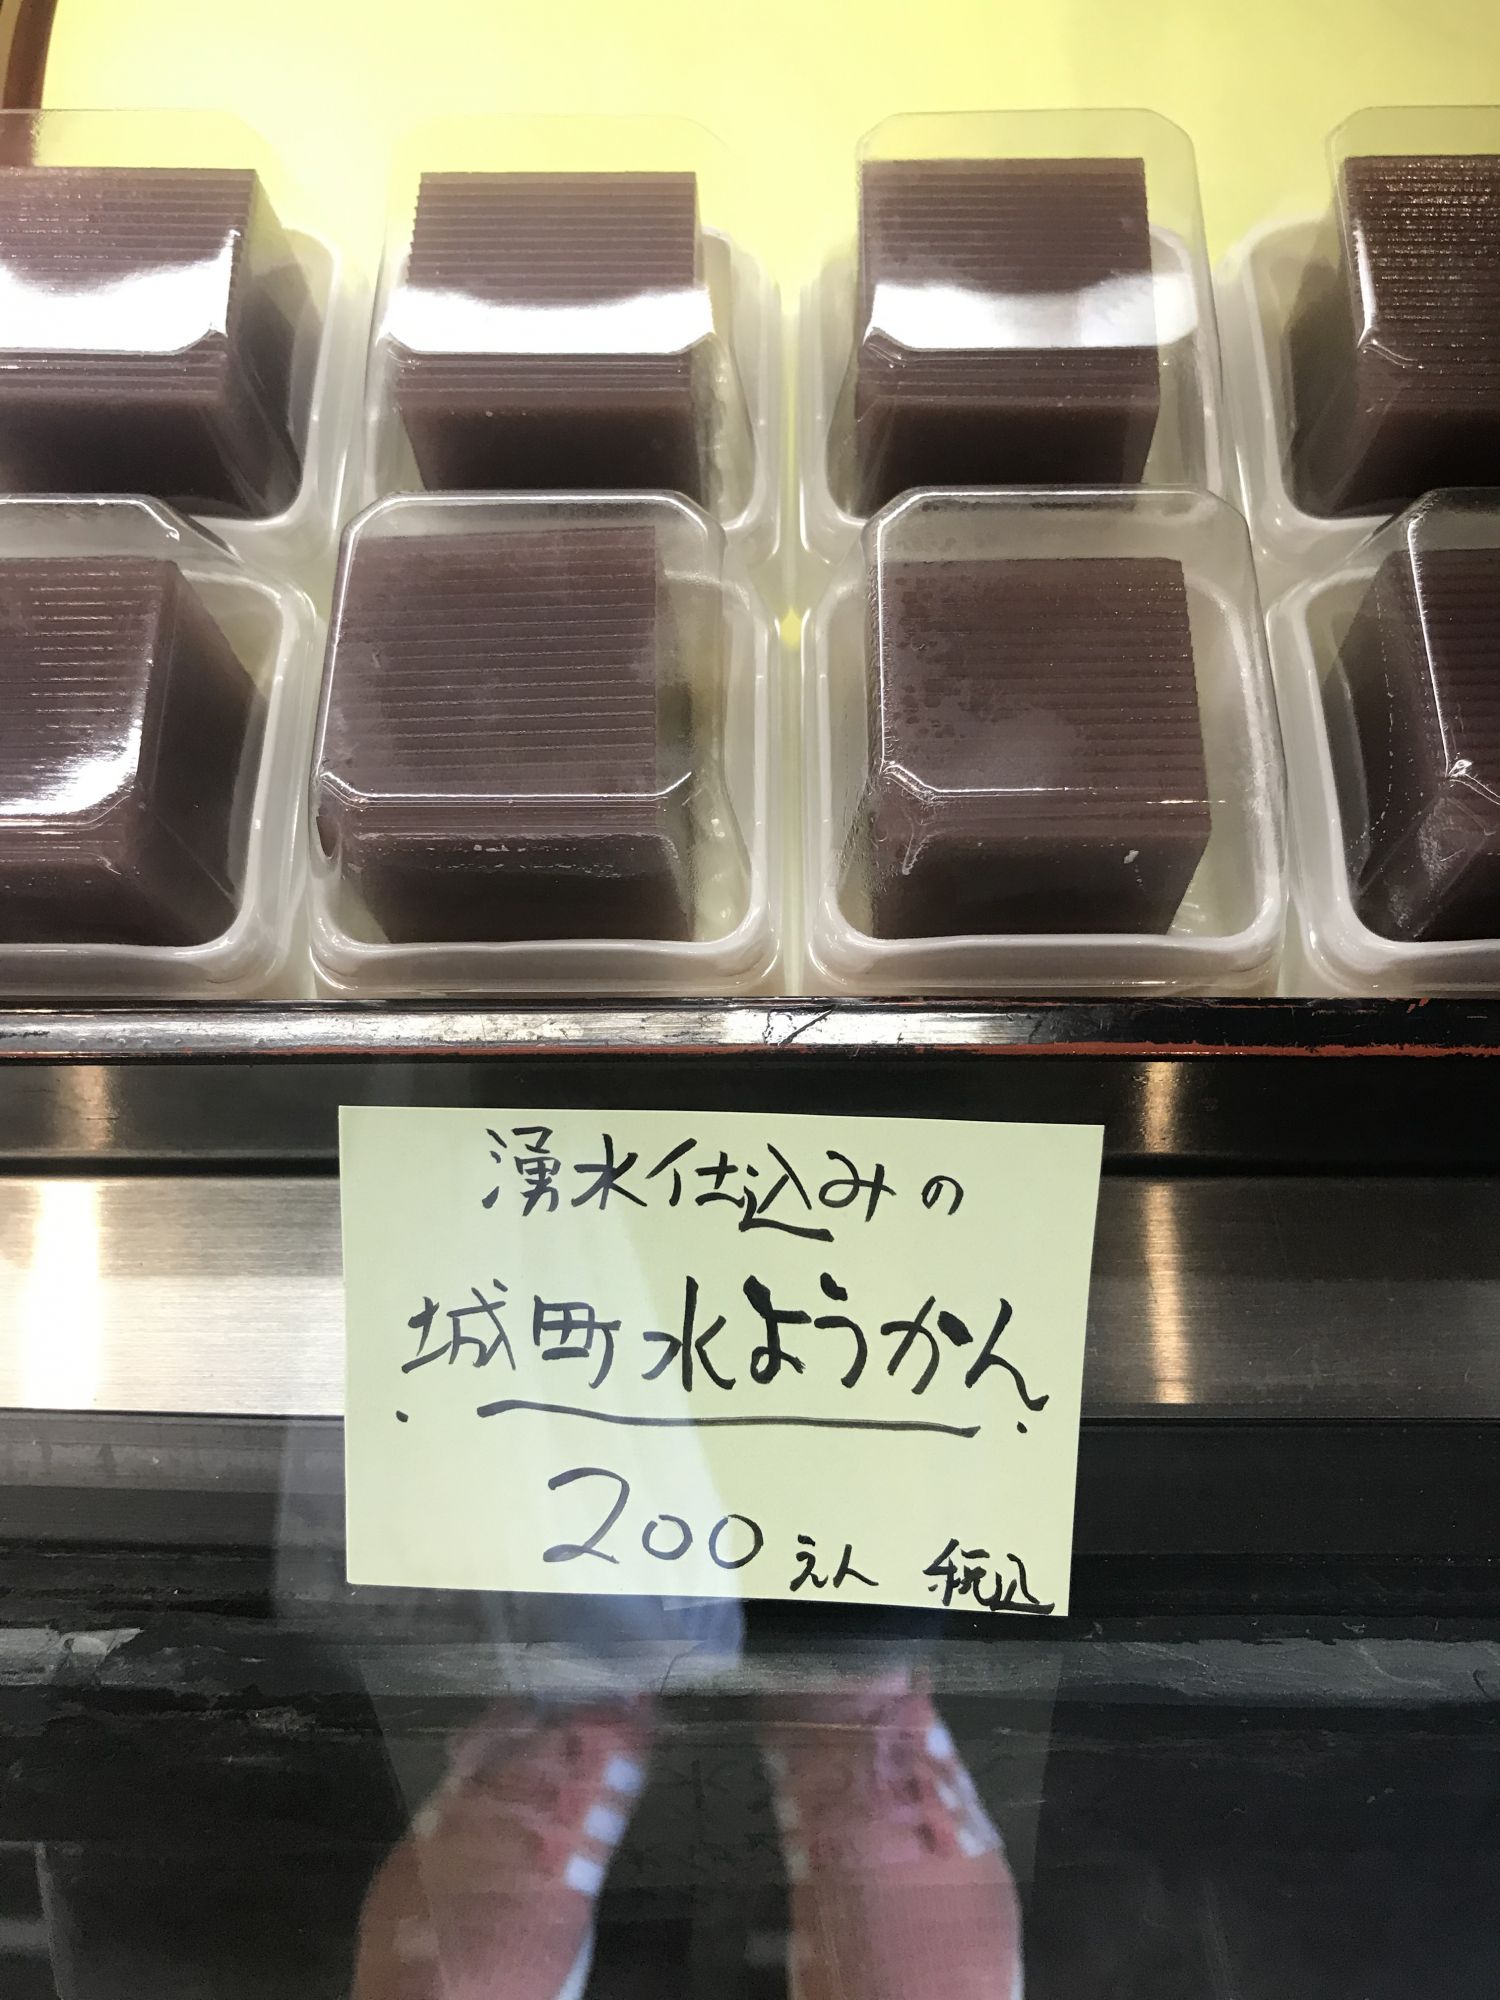 湧水仕込みの
城町水ようかん
200えん 税込